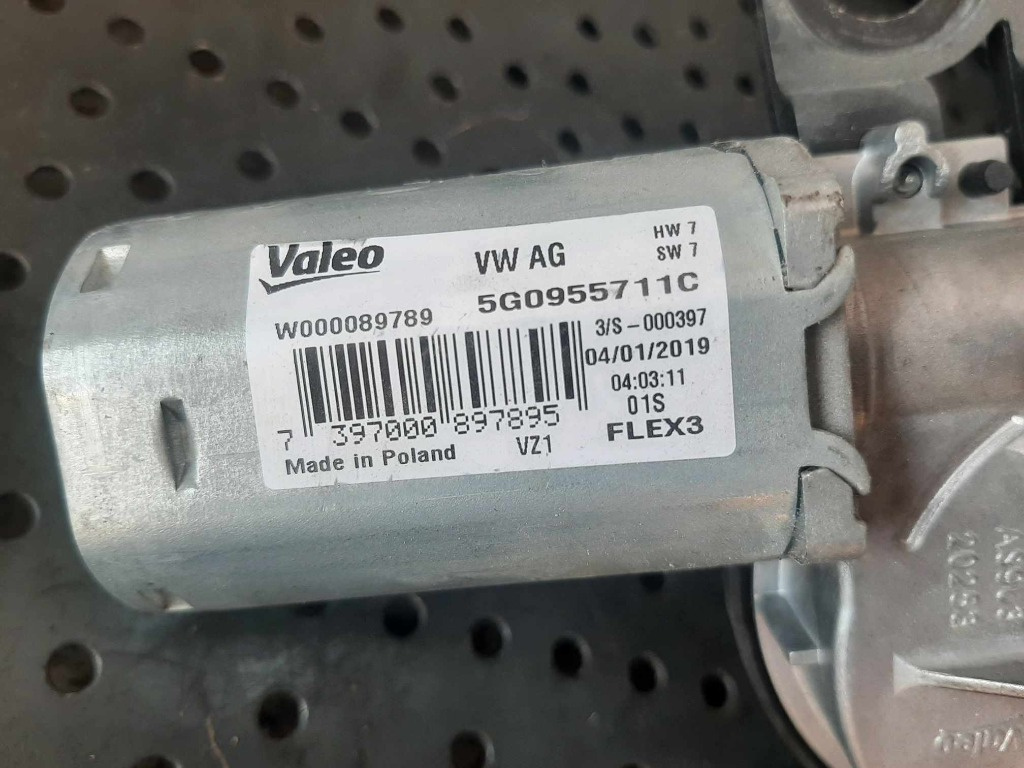 Valeo
VW AG
HW 7
SW 7
W000089789
5G0955711C
3/S-000397
04/01/2019
04:03:11
01S
7 397000 897895
FLEX3
Made in Poland
VZ1
Valeo